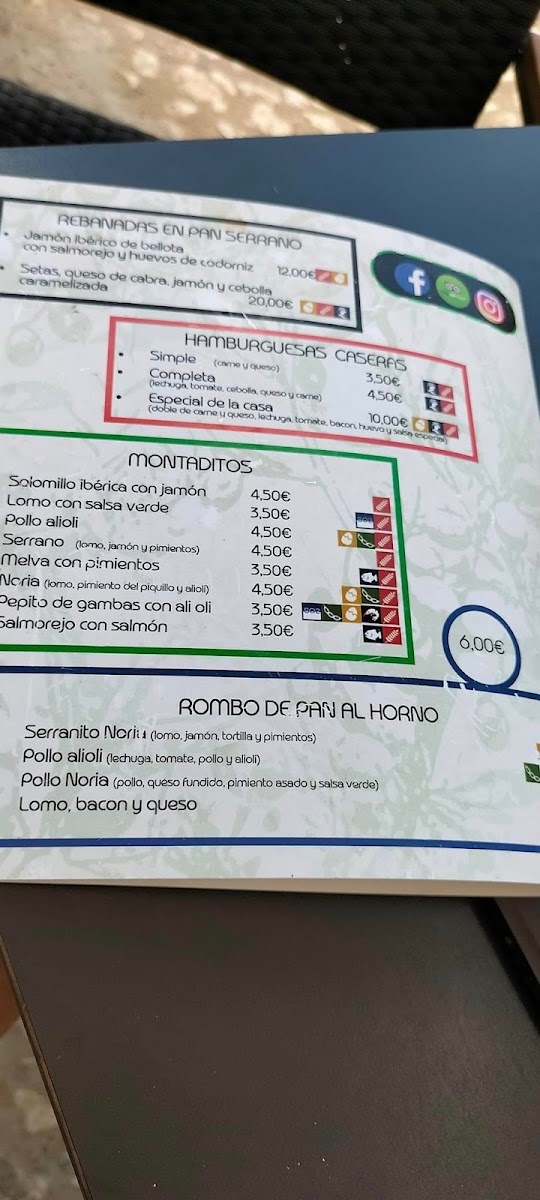 REBANADAS EN PAN SERRANO
• Jamón Ibérico de bellota
con salmorejo y huevos de codorniz 12,00€
• Setas, queso de cabra, jamón y cebolla
caramelizada 20,00€
HAMBURGUESAS CASERAS
• Simple (carne y queso) 3,50€
• Completa 4,50€
(lechuga, tomate, cebolla, queso y carne)
• Especial de la casa 10,00€
(doble de carne y queso, lechuga, tomate, bacon, huevo y salsa especial)
MONTADITOS
Solomillo ibérica con jamón 4,50€
Lomo con salsa verde 3,50€
Pollo alioli 4,50€
Serrano (lomo, jamón y pimientos) 4,50€
Melva con pimientos 3,50€
Noria (lomo, pimiento del piquillo y alioli) 4,50€
Pepito de gambas con ali oli 3,50€
Salmorejo con salmón 3,50€
6,00€
ROMBO DE PAN AL HORNO
Serranito Noria (lomo, jamón, tortilla y pimientos)
Pollo alioli (lechuga, tomate, pollo y alioli)
Pollo Noria (pollo, queso fundido, pimiento asado y salsa verde)
Lomo, bacon y queso